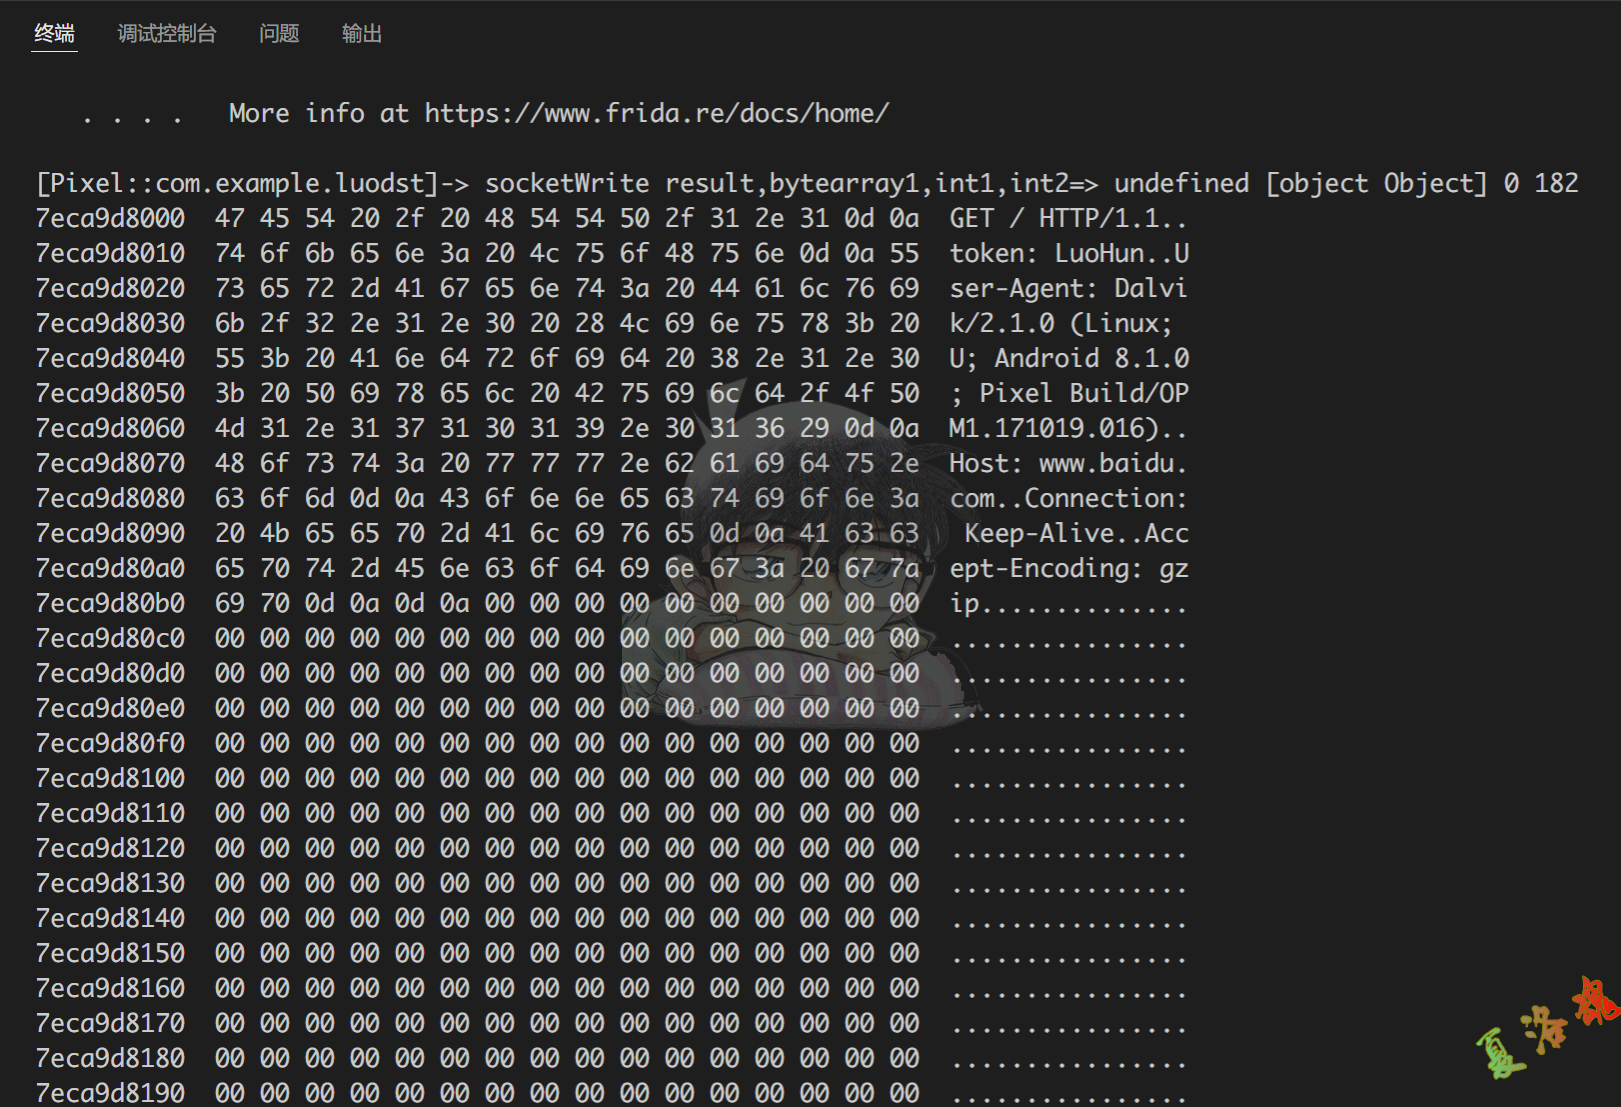 终端 调试控制台 问题 输出
. . . . More info at https://www.frida.re/docs/home/
[Pixel::com.example.luodst]-> socketWrite result,bytearray1,int1,int2=> undefined [object Object] 0 182
7eca9d8000 47 45 54 20 2f 20 48 54 54 50 2f 31 2e 31 0d 0a GET / HTTP/1.1..
7eca9d8010 74 6f 6b 65 6e 3a 20 4c 75 6f 48 75 6e 0d 0a 55 token: LuoHun..U
7eca9d8020 73 65 72 2d 41 67 65 6e 74 3a 20 44 61 6c 76 69 ser-Agent: Dalvi
7eca9d8030 6b 2f 32 2e 31 2e 30 20 28 4c 69 6e 75 78 3b 20 k/2.1.0 (Linux;
7eca9d8040 55 3b 20 41 6e 64 72 6f 69 64 20 38 2e 31 2e 30 U; Android 8.1.0
7eca9d8050 3b 20 50 69 78 65 6c 20 42 75 69 6c 64 2f 4f 50 ; Pixel Build/OP
7eca9d8060 4d 31 2e 31 37 31 30 31 39 2e 30 31 36 29 0d 0a M1.171019.016)..
7eca9d8070 48 6f 73 74 3a 20 77 77 77 2e 62 61 69 64 75 2e Host: www.baidu.
7eca9d8080 63 6f 6d 0d 0a 43 6f 6e 6e 65 63 74 69 6f 6e 3a com..Connection:
7eca9d8090 20 4b 65 65 70 2d 41 6c 69 76 65 0d 0a 41 63 63 Keep-Alive..Acc
7eca9d80a0 65 70 74 2d 45 6e 63 6f 64 69 6e 67 3a 20 67 7a ept-Encoding: gz
7eca9d80b0 69 70 0d 0a 0d 0a 00 00 00 00 00 00 00 00 00 00 ip..............
7eca9d80c0 00 00 00 00 00 00 00 00 00 00 00 00 00 00 00 00 ................
7eca9d80d0 00 00 00 00 00 00 00 00 00 00 00 00 00 00 00 00 ................
7eca9d80e0 00 00 00 00 00 00 00 00 00 00 00 00 00 00 00 00 ................
7eca9d80f0 00 00 00 00 00 00 00 00 00 00 00 00 00 00 00 00 ................
7eca9d8100 00 00 00 00 00 00 00 00 00 00 00 00 00 00 00 00 ................
7eca9d8110 00 00 00 00 00 00 00 00 00 00 00 00 00 00 00 00 ................
7eca9d8120 00 00 00 00 00 00 00 00 00 00 00 00 00 00 00 00 ................
7eca9d8130 00 00 00 00 00 00 00 00 00 00 00 00 00 00 00 00 ................
7eca9d8140 00 00 00 00 00 00 00 00 00 00 00 00 00 00 00 00 ................
7eca9d8150 00 00 00 00 00 00 00 00 00 00 00 00 00 00 00 00 ................
7eca9d8160 00 00 00 00 00 00 00 00 00 00 00 00 00 00 00 00 ................
7eca9d8170 00 00 00 00 00 00 00 00 00 00 00 00 00 00 00 00 ................
7eca9d8180 00 00 00 00 00 00 00 00 00 00 00 00 00 00 00 00 ................
7eca9d8190 00 00 00 00 00 00 00 00 00 00 00 00 00 00 00 00 ................
夏洛